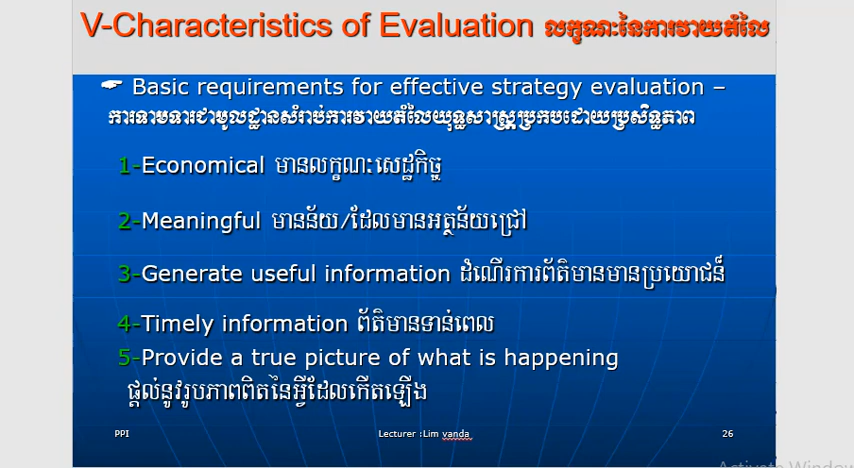 V-Characteristics of Evaluation លក្ខណៈនៃការវាយតំលៃ
☛ Basic requirements for effective strategy evaluation –
ការទាមទារជាមូលដ្ឋានសំរាប់ការវាយតំលៃយុទ្ធសាស្ត្រប្រកបដោយប្រសិទ្ធភាព
1-Economical មានលក្ខណៈសេដ្ឋកិច្ច
2-Meaningful មានន័យ/ដែលមានអត្ថន័យជ្រៅ
3-Generate useful information ដំណើរការព័ត៌មានមានប្រយោជន៍
4-Timely information ព័ត៌មានទាន់ពេល
5-Provide a true picture of what is happening
ផ្តល់នូវរូបភាពពិតនៃអ្វីដែលកើតឡើង
PPI Lecturer :Lim vanda 26